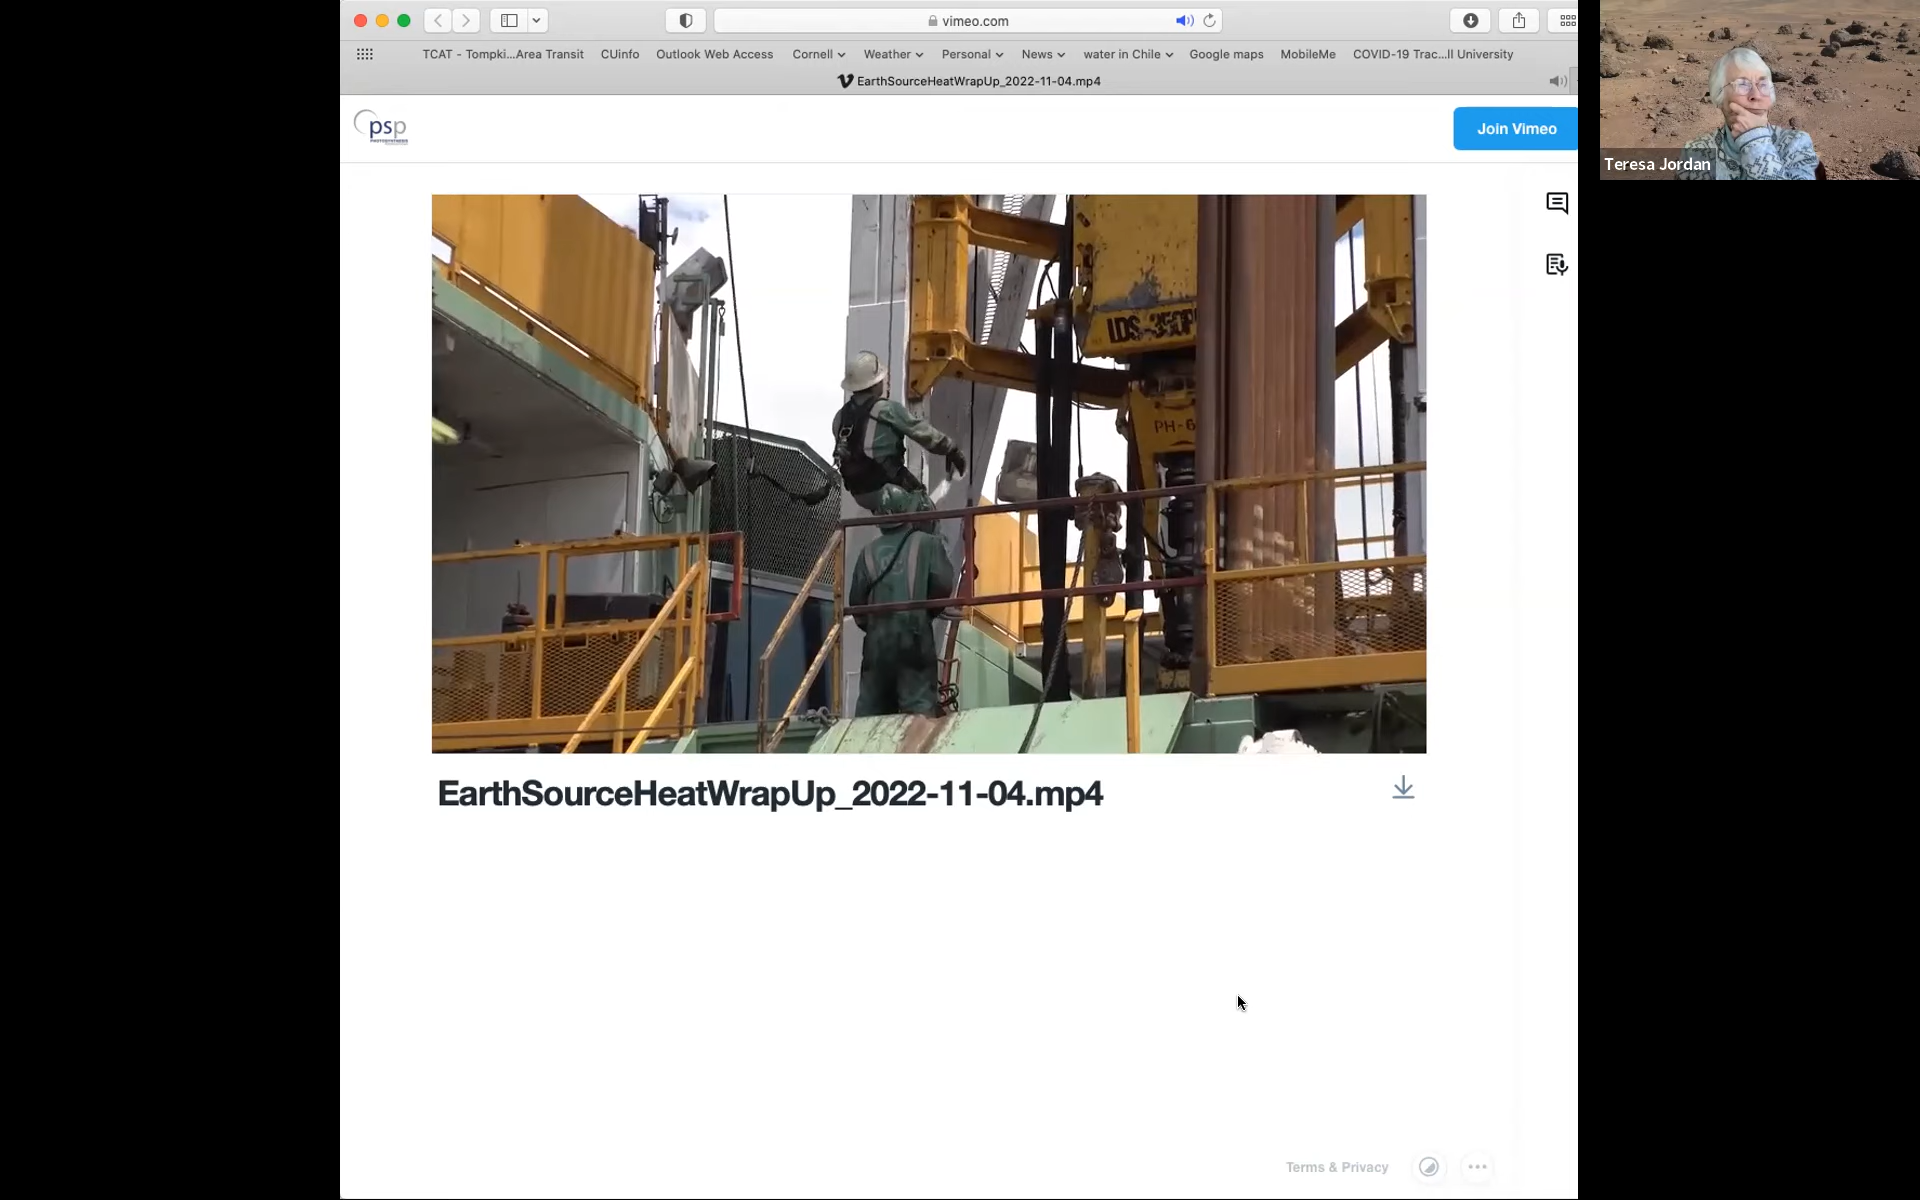 vimeo.com
TCAT - Tompki...Area Transit CUinfo Outlook Web Access Cornell Weather Personal News water in Chile Google maps MobileMe COVID-19 Trac...ll University
EarthSourceHeatWrapUp_2022-11-04.mp4
psp
Join Vimeo
Teresa Jordan
PH-6
EarthSourceHeatWrapUp_2022-11-04.mp4
Terms & Privacy